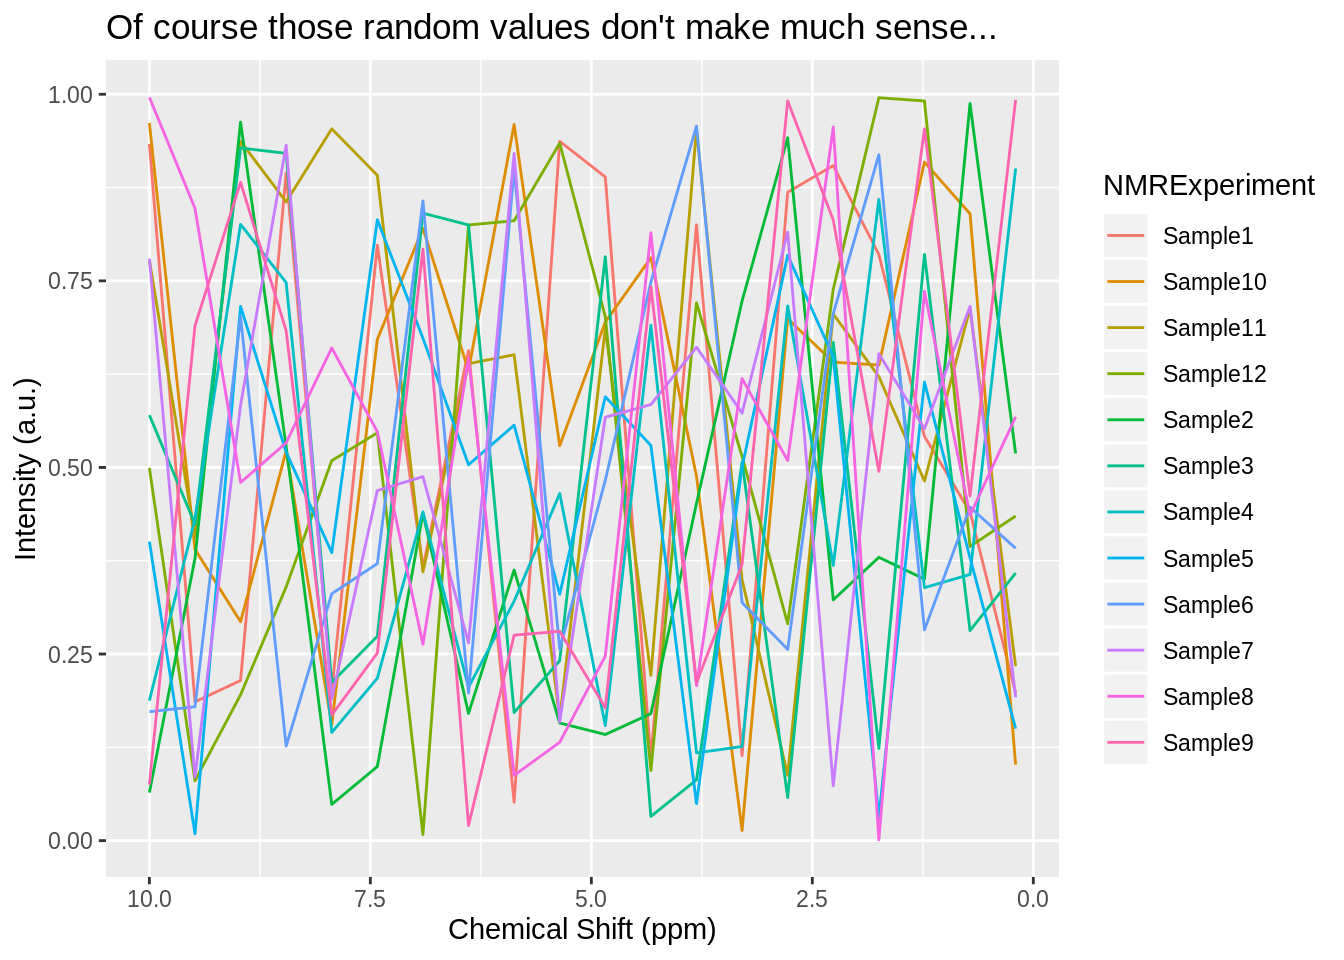 Of course those random values don't make much sense...
1.00
0.75
0.50
0.25
0.00
Intensity (a.u.)
10.0 7.5 5.0 2.5 0.0
Chemical Shift (ppm)
NMRExperiment
Sample1
Sample10
Sample11
Sample12
Sample2
Sample3
Sample4
Sample5
Sample6
Sample7
Sample8
Sample9